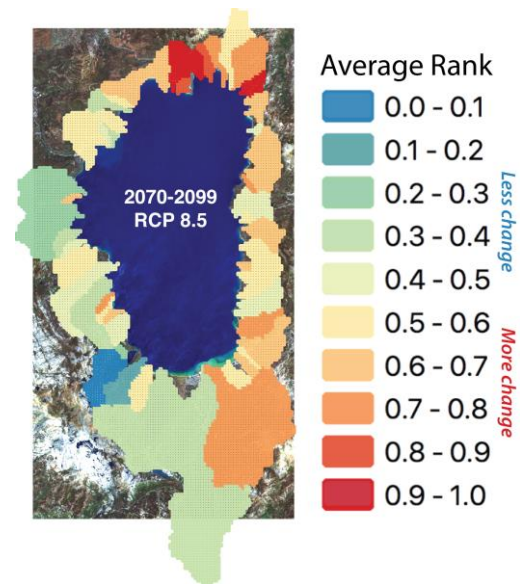 2070-2099
RCP 8.5
Average Rank
0.0 - 0.1
0.1 - 0.2
0.2 - 0.3
0.3 - 0.4
0.4 - 0.5
0.5 - 0.6
0.6 - 0.7
0.7 - 0.8
0.8 - 0.9
0.9 - 1.0
Less change
More change